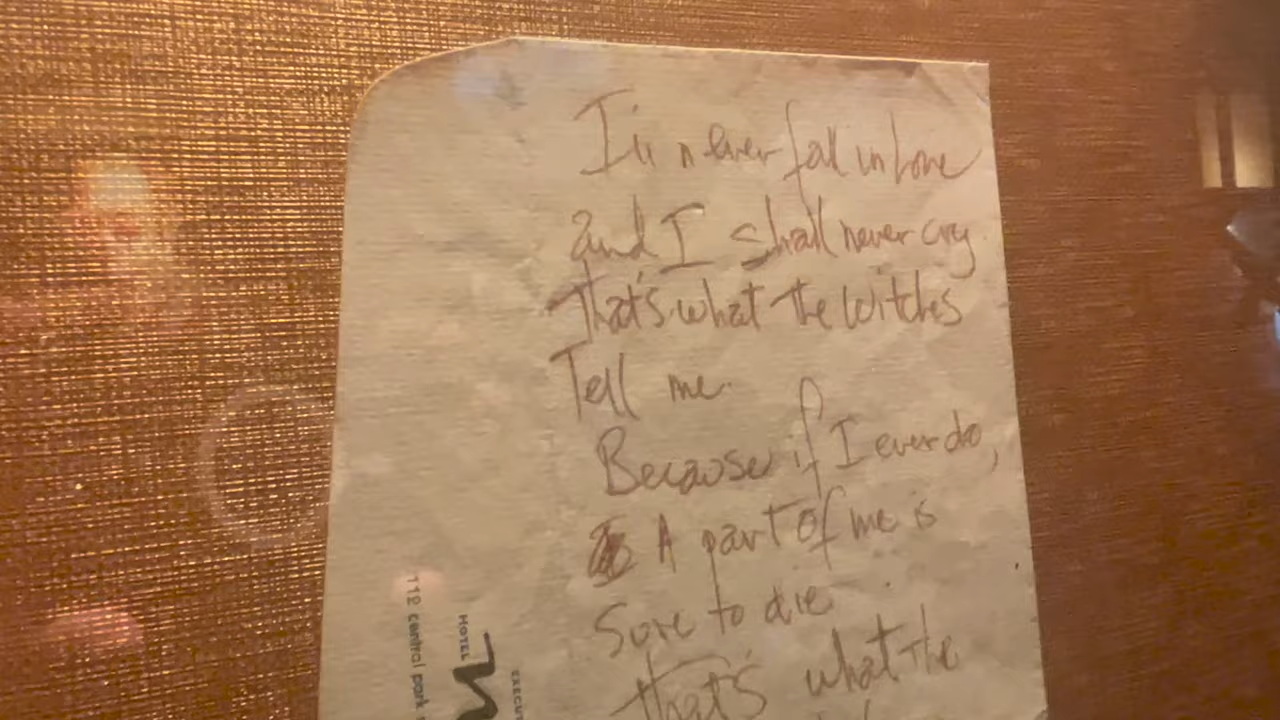 I'll never fall in love
and I shall never cry
That's what the witches
Tell me.
Because if I ever do,
A part of me is
Sure to die
that's what the
112 central park
HOTEL
EXECU